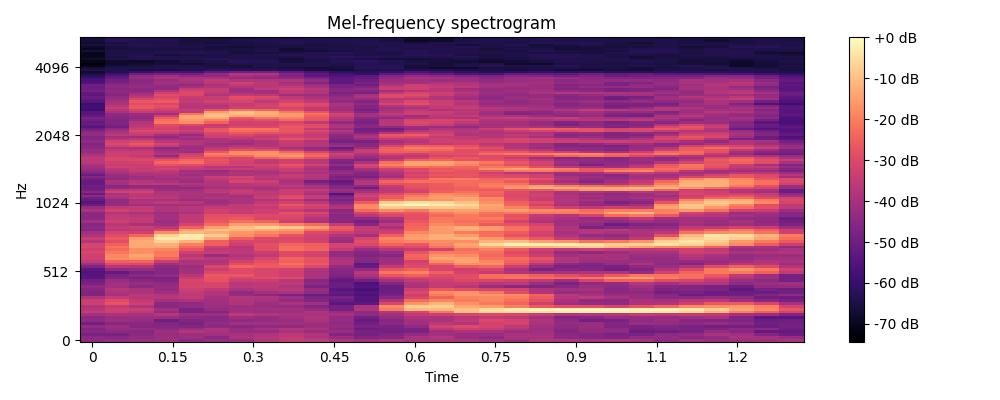 Mel-frequency spectrogram
Hz
4096
2048
1024
512
0
0 0.15 0.3 0.45 0.6 0.75 0.9 1.1 1.2
Time
+0 dB
-10 dB
-20 dB
-30 dB
-40 dB
-50 dB
-60 dB
-70 dB